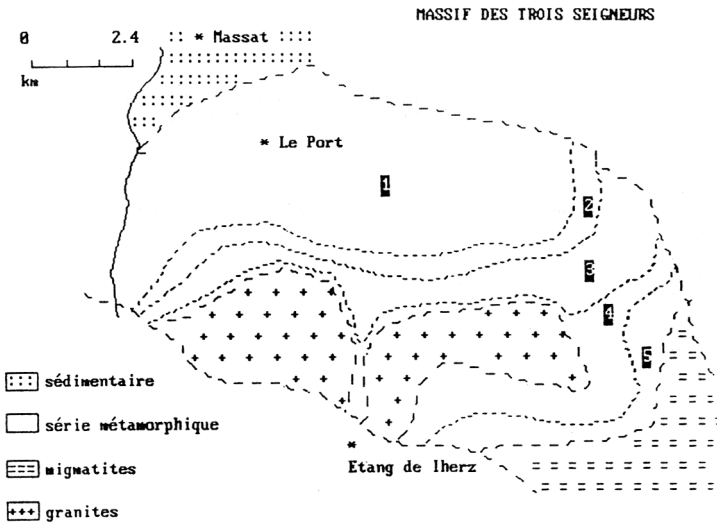 MASSIF DES TROIS SEIGNEURS
0 2.4
km
* Massat
* Le Port
1
2
3
4
5
sédimentaire
série métamorphique
migmatites
granites
*
Etang de lherz